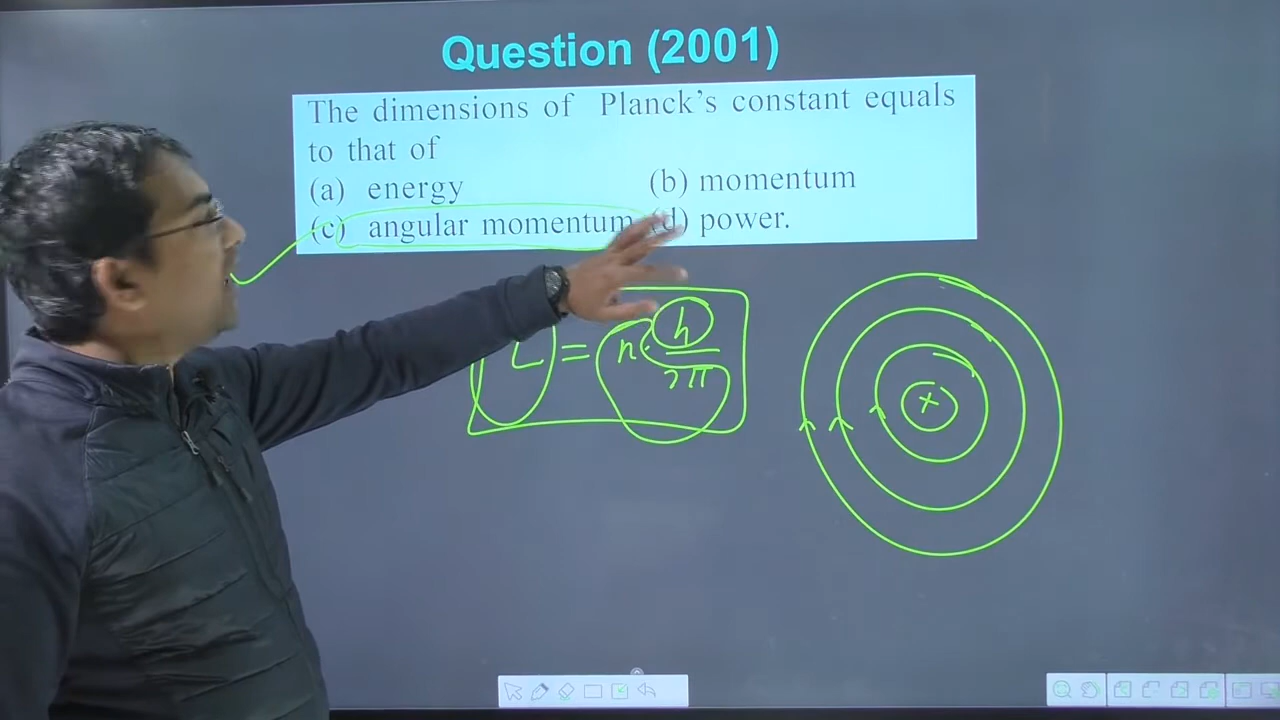 Question (2001)
The dimensions of Planck's constant equals
to that of
(a) energy (b) momentum
(c) angular momentum (d) power.
L = n · h
2π